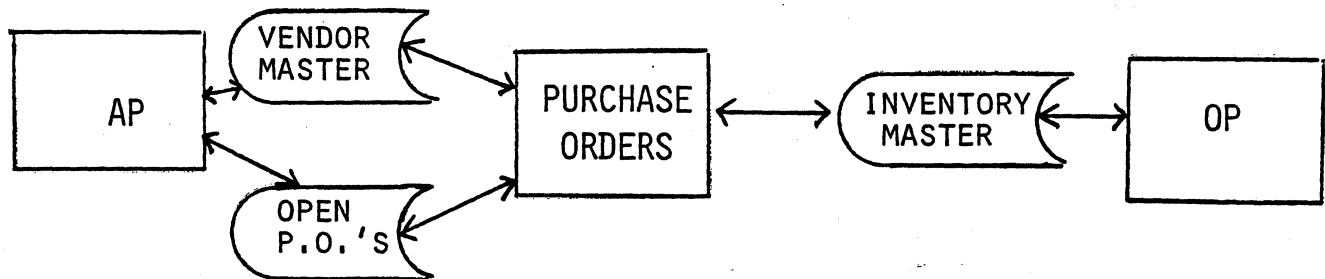 AP
VENDOR
MASTER
OPEN
P.O.'S
PURCHASE
ORDERS
INVENTORY
MASTER
OP